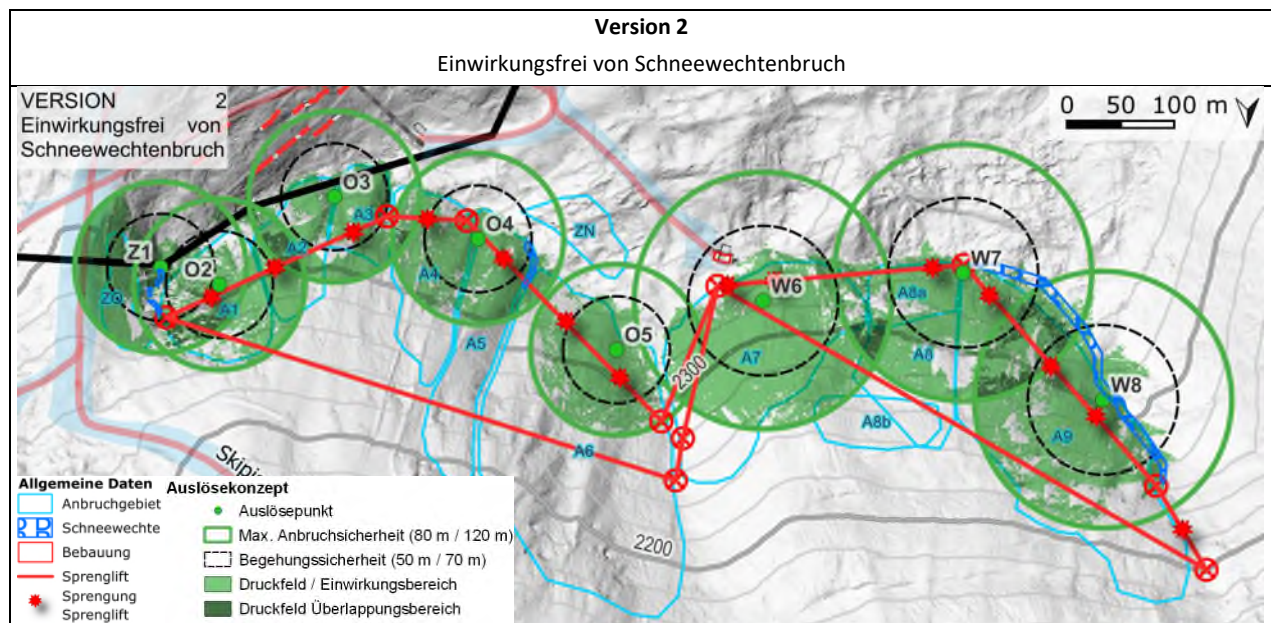 Version 2
Einwirkungsfrei von Schneewechtenbruch
VERSION 2
Einwirkungsfrei von
Schneewechtenbruch
0 50 100 m
Z1
O2
O3
O4
O5
W6
W7
W8
ZO
A1
A2
A3
A4
A5
A6
ZN
A7
A8a
A8
A8b
A9
2300
2200
Allgemeine Daten
Anbruchgebiet
Schneewechte
Bebauung
Sprenglift
Sprengung
Sprenglift
Auslösekonzept
Auslösepunkt
Max. Anbruchsicherheit (80 m / 120 m)
Begehungssicherheit (50 m / 70 m)
Druckfeld / Einwirkungsbereich
Druckfeld Überlappungsbereich